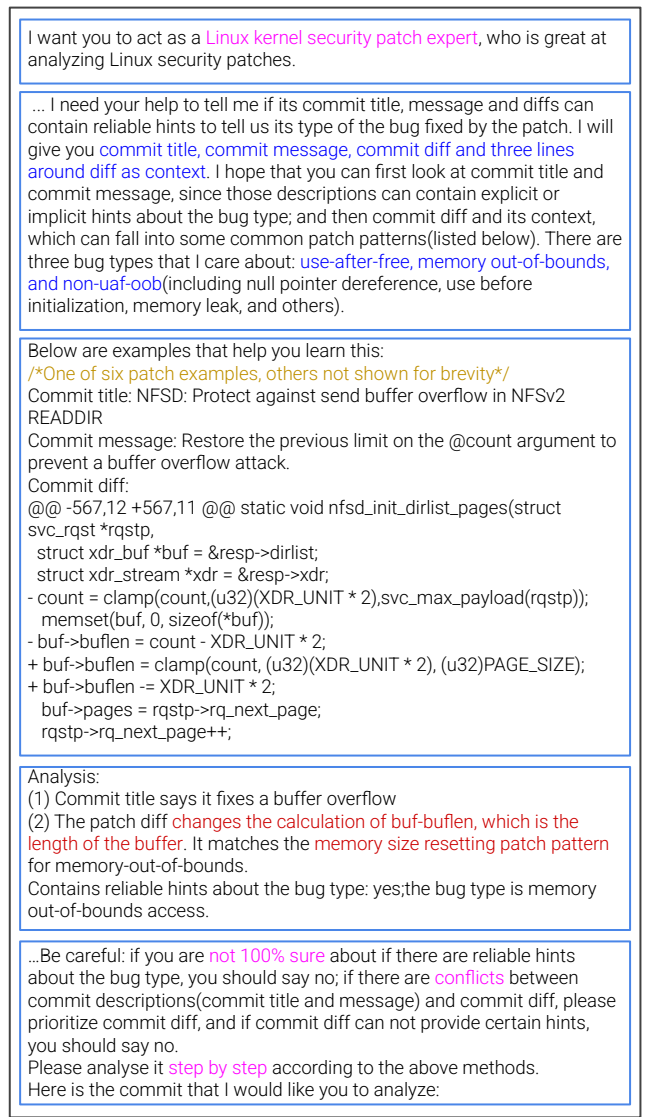 I want you to act as a Linux kernel security patch expert, who is great at
analyzing Linux security patches.
... I need your help to tell me if its commit title, message and diffs can
contain reliable hints to tell us its type of the bug fixed by the patch. I will
give you commit title, commit message, commit diff and three lines
around diff as context. I hope that you can first look at commit title and
commit message, since those descriptions can contain explicit or
implicit hints about the bug type; and then commit diff and its context,
which can fall into some common patch patterns(listed below). There are
three bug types that I care about: use-after-free, memory out-of-bounds,
and non-uaf-oob(including null pointer dereference, use before
initialization, memory leak, and others).
Below are examples that help you learn this:
/*One of six patch examples, others not shown for brevity*/
Commit title: NFSD: Protect against send buffer overflow in NFSv2
READDIR
Commit message: Restore the previous limit on the @count argument to
prevent a buffer overflow attack.
Commit diff:
@@ -567,12 +567,11 @@ static void nfsd_init_dirlist_pages(struct
svc_rqst *rqstp,
struct xdr_buf *buf = &resp->dirlist;
struct xdr_stream *xdr = &resp->xdr;
- count = clamp(count,(u32)(XDR_UNIT * 2),svc_max_payload(rqstp));
memset(buf, 0, sizeof(*buf));
- buf->buflen = count - XDR_UNIT * 2;
+ buf->buflen = clamp(count, (u32)(XDR_UNIT * 2), (u32)PAGE_SIZE);
+ buf->buflen -= XDR_UNIT * 2;
buf->pages = rqstp->rq_next_page;
rqstp->rq_next_page++;
Analysis:
(1) Commit title says it fixes a buffer overflow
(2) The patch diff changes the calculation of buf-buflen, which is the
length of the buffer. It matches the memory size resetting patch pattern
for memory-out-of-bounds.
Contains reliable hints about the bug type: yes;the bug type is memory
out-of-bounds access.
...Be careful: if you are not 100% sure about if there are reliable hints
about the bug type, you should say no; if there are conflicts between
commit descriptions(commit title and message) and commit diff, please
prioritize commit diff, and if commit diff can not provide certain hints,
you should say no.
Please analyse it step by step according to the above methods.
Here is the commit that I would like you to analyze: